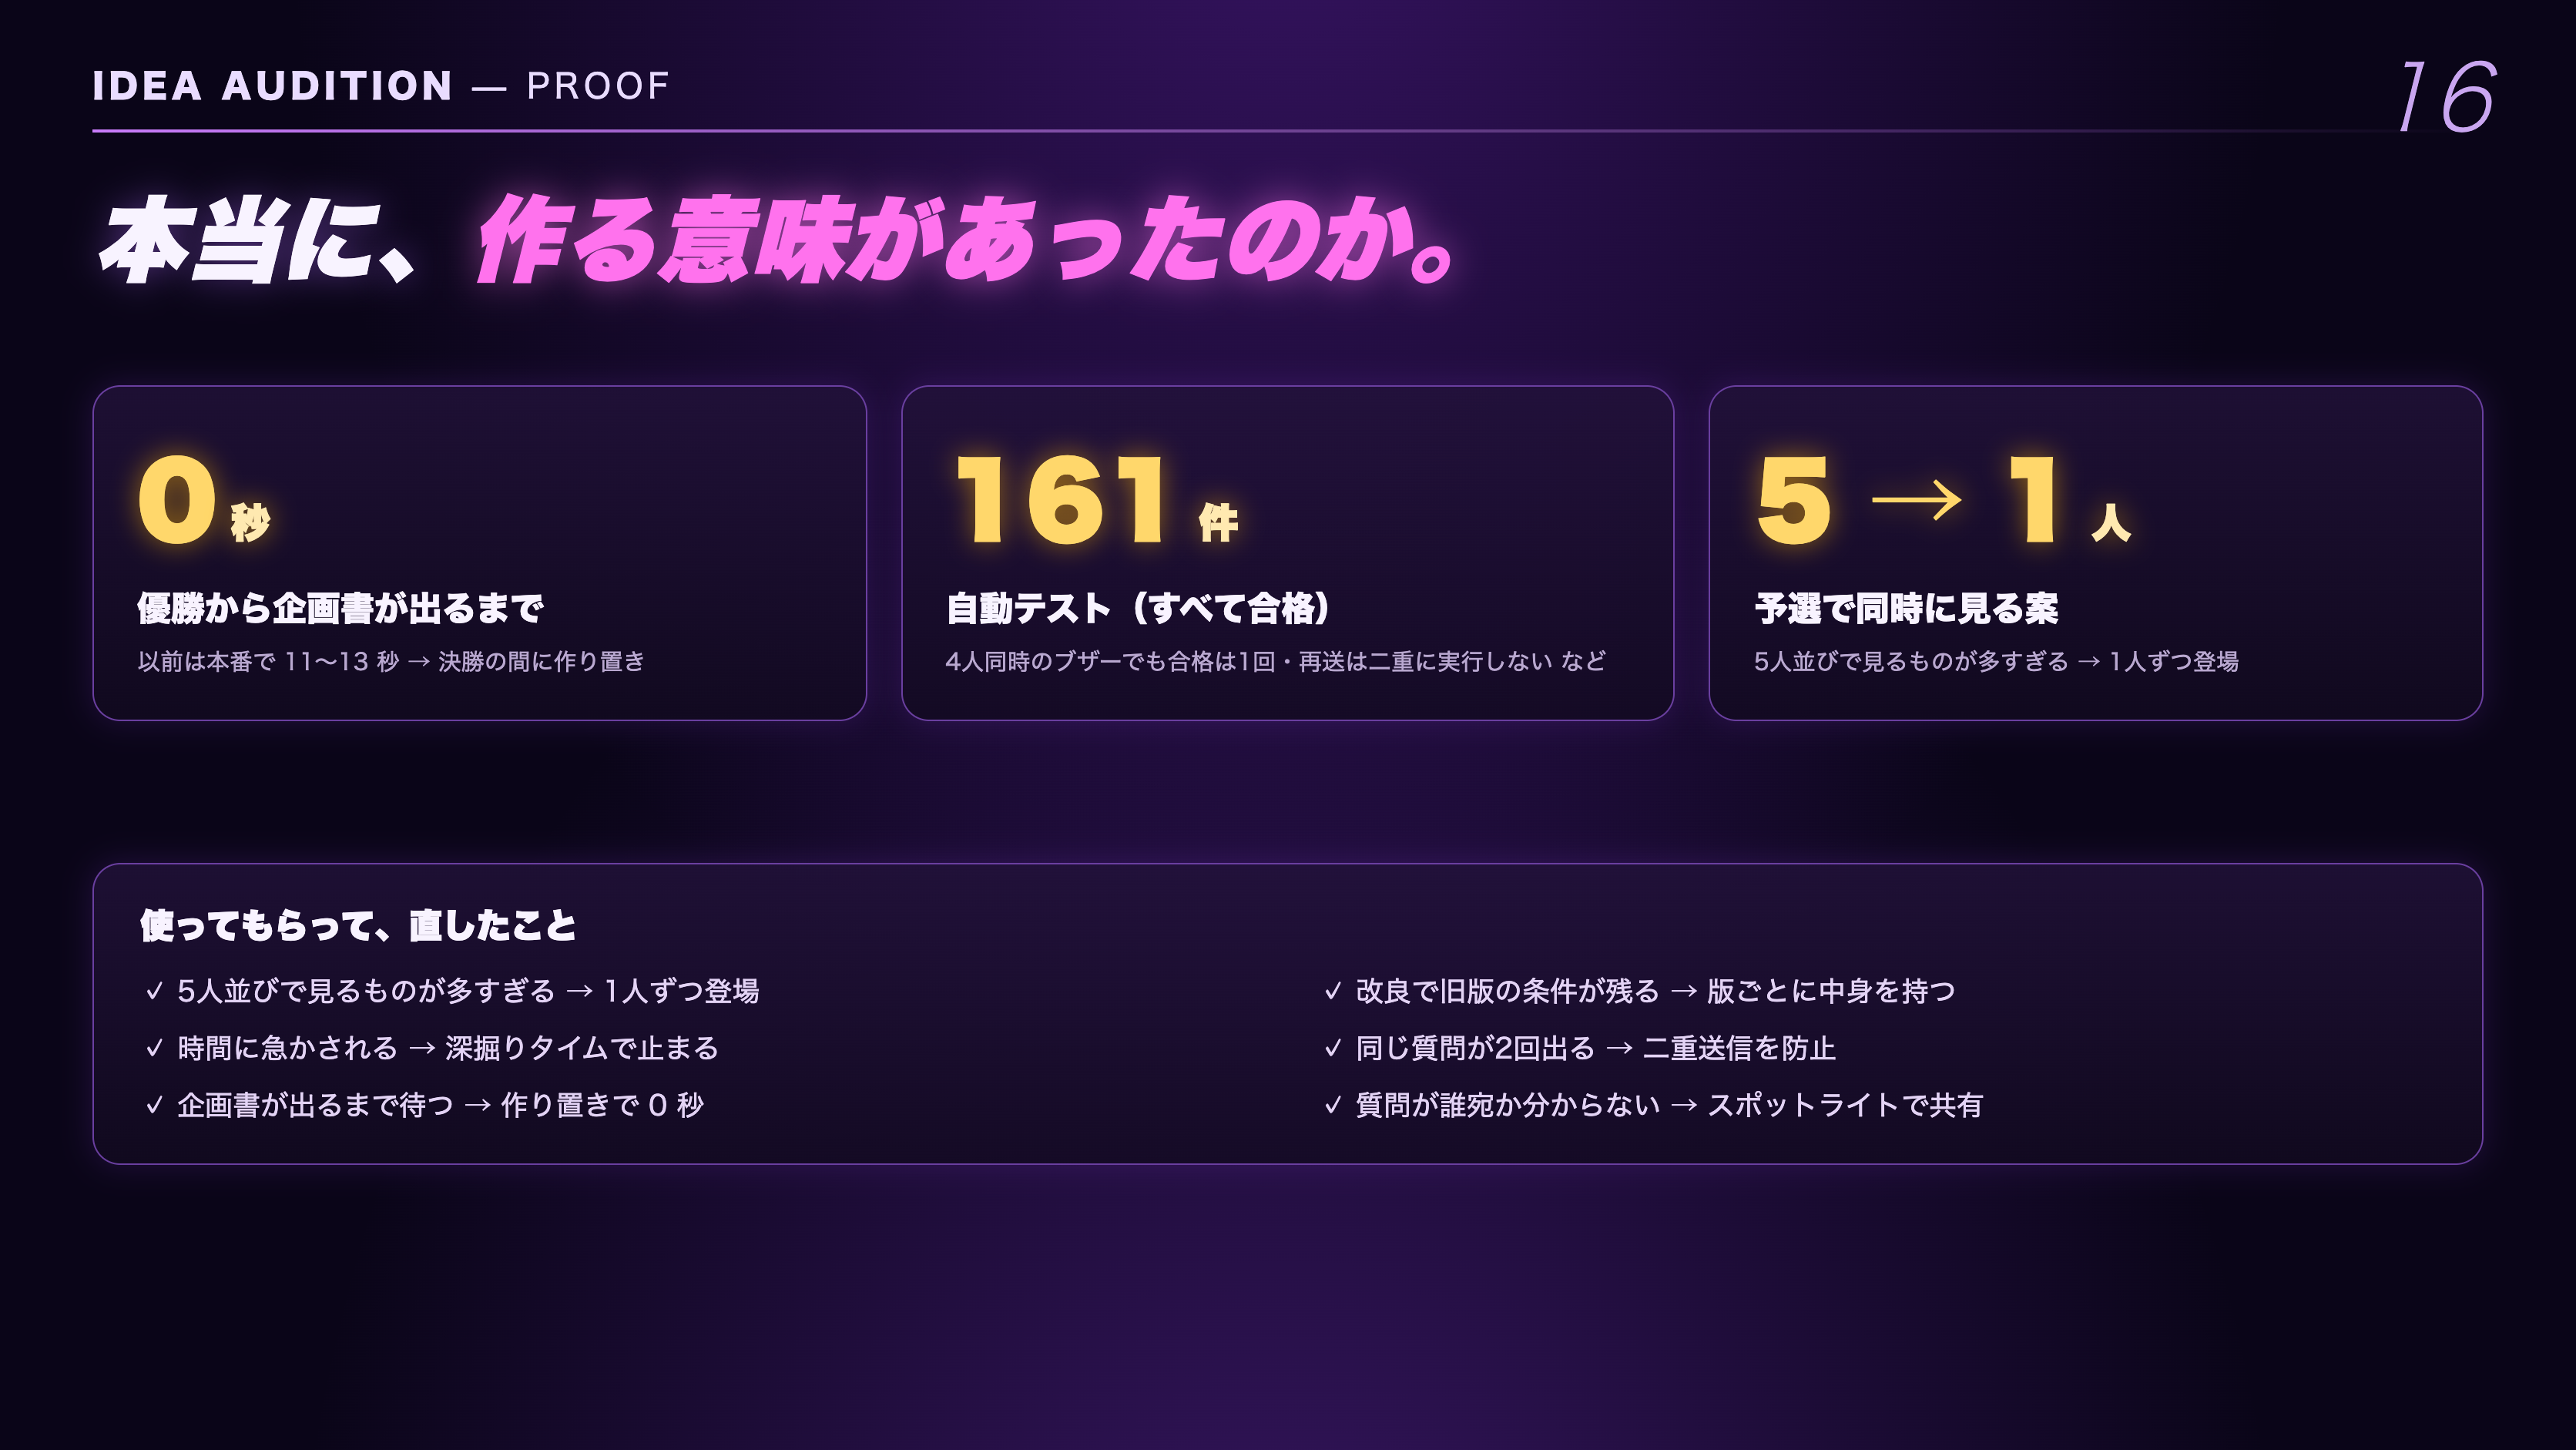 IDEA AUDITION — PROOF
16
本当に、作る意味があったのか。
0 秒
優勝から企画書が出るまで
以前は本番で 11〜13 秒 → 決勝の間に作り置き
161 件
自動テスト（すべて合格）
4人同時のブザーでも合格は1回・再送は二重に実行しない など
5 → 1 人
予選で同時に見る案
5人並びで見るものが多すぎる → 1人ずつ登場
使ってもらって、直したこと
✓ 5人並びで見るものが多すぎる → 1人ずつ登場
✓ 時間に急かされる → 深掘りタイムで止まる
✓ 企画書が出るまで待つ → 作り置きで 0 秒
✓ 改良で旧版の条件が残る → 版ごとに中身を持つ
✓ 同じ質問が2回出る → 二重送信を防止
✓ 質問が誰宛か分からない → スポットライトで共有